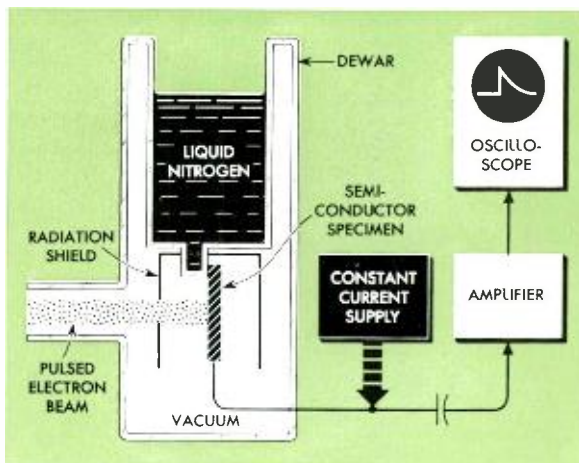 DEWAR
LIQUID
NITROGEN
SEMI-
CONDUCTOR
SPECIMEN
RADIATION
SHIELD
PULSED
ELECTRON
BEAM
VACUUM
CONSTANT
CURRENT
SUPPLY
OSCILLO-
SCOPE
AMPLIFIER